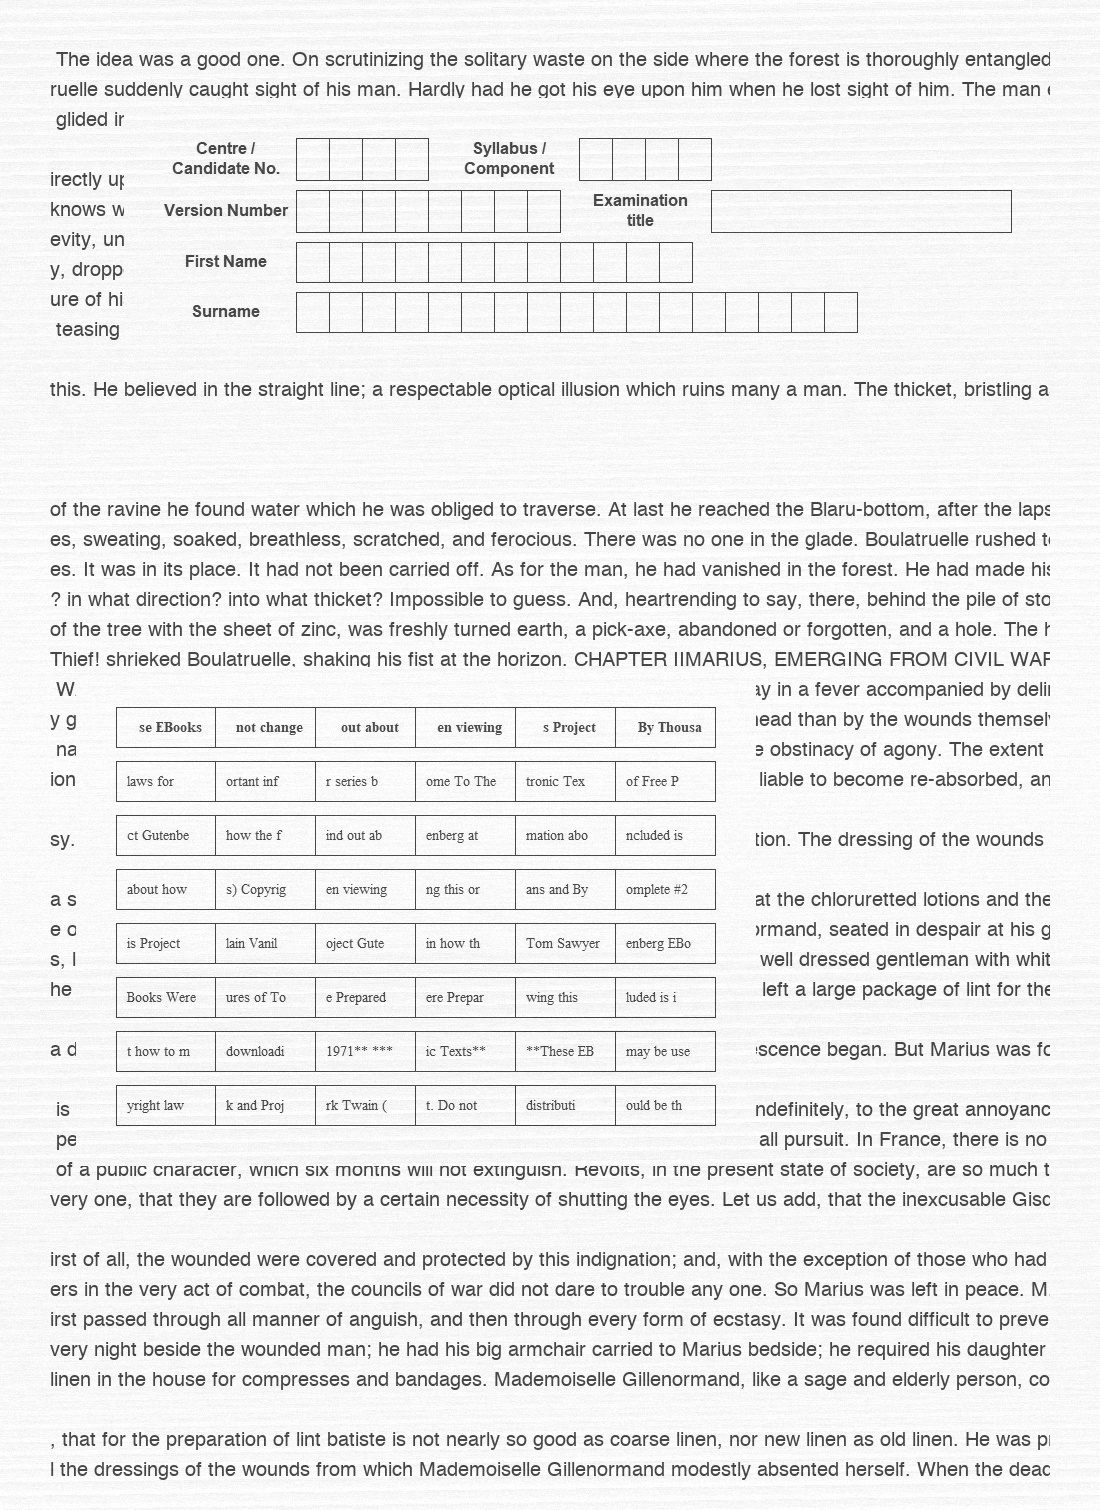 The idea was a good one. On scrutinizing the solitary waste on the side where the forest is thoroughly entangled
ruelle suddenly caught sight of his man. Hardly had he got his eye upon him when he lost sight of him. The man
glided in
Centre / Candidate No.
Syllabus / Component
irectly up
knows w
Version Number
Examination title
evity, un
y, dropp
First Name
ure of hi
Surname
teasing
this. He believed in the straight line; a respectable optical illusion which ruins many a man. The thicket, bristling a
of the ravine he found water which he was obliged to traverse. At last he reached the Blaru-bottom, after the laps
es, sweating, soaked, breathless, scratched, and ferocious. There was no one in the glade. Boulatruelle rushed t
es. It was in its place. It had not been carried off. As for the man, he had vanished in the forest. He had made his
? in what direction? into what thicket? Impossible to guess. And, heartrending to say, there, behind the pile of sto
of the tree with the sheet of zinc, was freshly turned earth, a pick-axe, abandoned or forgotten, and a hole. The h
Thief! shrieked Boulatruelle, shaking his fist at the horizon. CHAPTER IIMARIUS, EMERGING FROM CIVIL WAR
W. ay in a fever accompanied by delir
y g ead than by the wounds themselv
se EBooks not change out about en viewing s Project By Thousa
na e obstinacy of agony. The extent
ion liable to become re-absorbed, an
laws for ortant inf r series b ome To The tronic Tex of Free P
sy. tion. The dressing of the wounds
ct Gutenbe how the f ind out ab enberg at mation abo ncluded is
about how s) Copyrig en viewing ng this or ans and By omplete #2
a s at the chloruretted lotions and the
e o rmand, seated in despair at his g
is Project lain Vanil oject Gute in how th Tom Sawyer enberg EBo
s, l well dressed gentleman with whit
he left a large package of lint for the
Books Were ures of To e Prepared ere Prepar wing this luded is i
a d scence began. But Marius was fo
t how to m downloadi 1971** *** ic Texts** **These EB may be use
is ndefinitely, to the great annoyanc
yright law k and Proj rk Twain ( t. Do not distributi ould be th
pe all pursuit. In France, there is no
of a public character, which six months will not extinguish. Revolts, in the present state of society, are so much t
very one, that they are followed by a certain necessity of shutting the eyes. Let us add, that the inexcusable Gisq
irst of all, the wounded were covered and protected by this indignation; and, with the exception of those who had
ers in the very act of combat, the councils of war did not dare to trouble any one. So Marius was left in peace. M.
irst passed through all manner of anguish, and then through every form of ecstasy. It was found difficult to preve
very night beside the wounded man; he had his big armchair carried to Marius bedside; he required his daughter
linen in the house for compresses and bandages. Mademoiselle Gillenormand, like a sage and elderly person, co
, that for the preparation of lint batiste is not nearly so good as coarse linen, nor new linen as old linen. He was pr
l the dressings of the wounds from which Mademoiselle Gillenormand modestly absented herself. When the dead